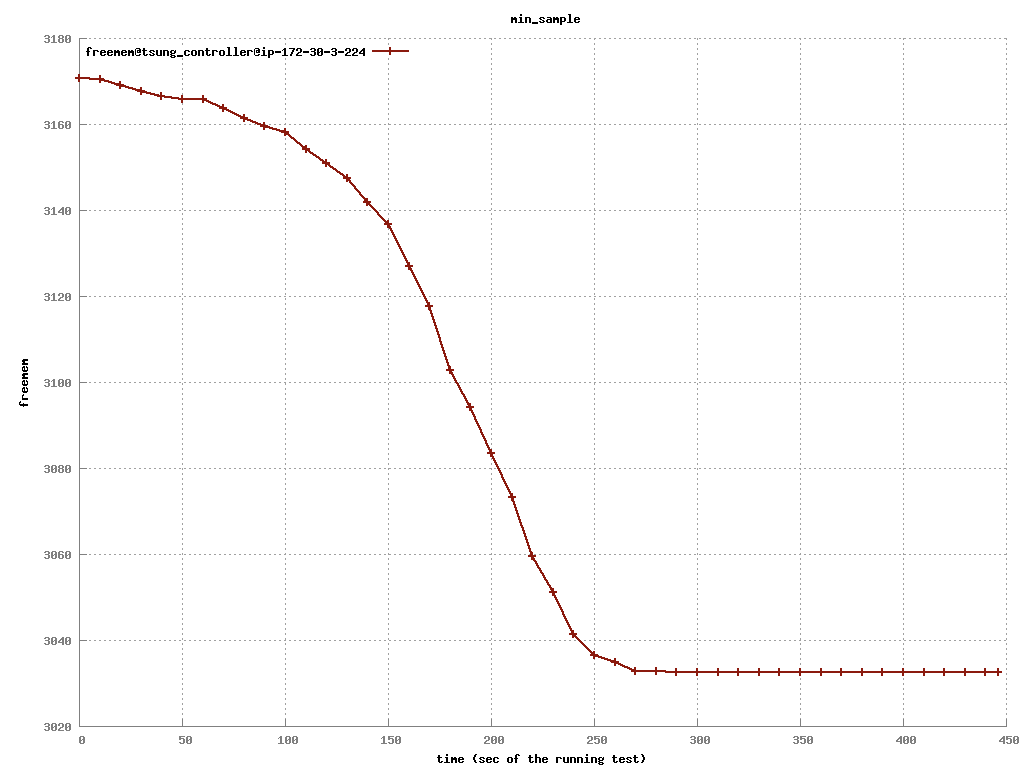 min_sample
freemem@tsung_controller@ip-172-30-3-224
3180
3160
3140
3120
3100
3080
3060
3040
3020
freemem
0 50 100 150 200 250 300 350 400 450
time (sec of the running test)